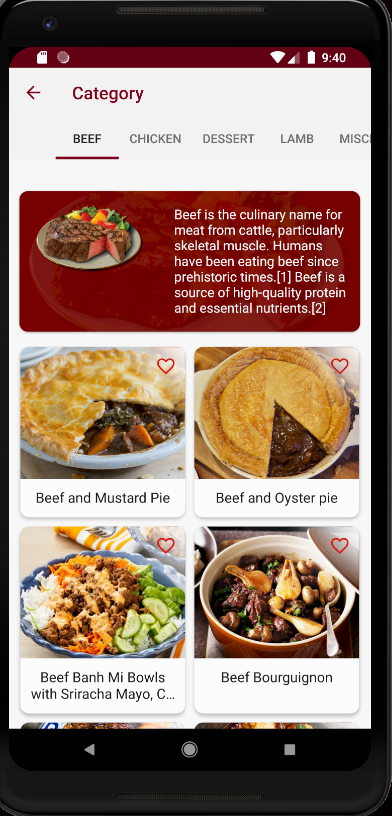 9:40
Category
BEEF CHICKEN DESSERT LAMB MISC
Beef is the culinary name for
meat from cattle, particularly
skeletal muscle. Humans
have been eating beef since
prehistoric times.[1] Beef is a
source of high-quality protein
and essential nutrients.[2]
Beef and Mustard Pie
Beef and Oyster pie
Beef Banh Mi Bowls
with Sriracha Mayo, C...
Beef Bourguignon